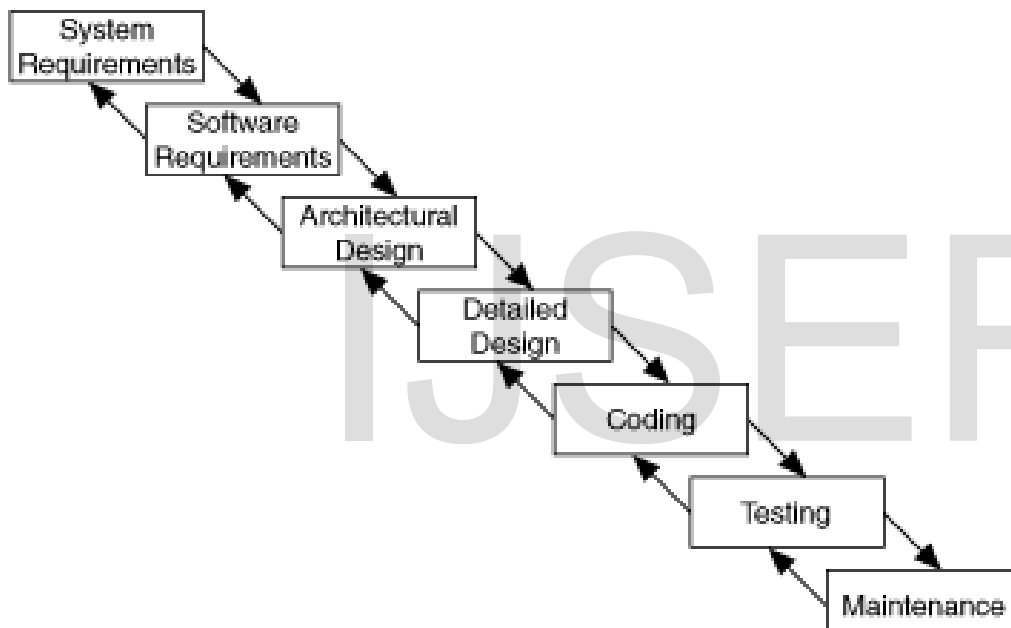 System
Requirements
Software
Requirements
Architectural
Design
Detailed
Design
Coding
Testing
Maintenance
IJSER